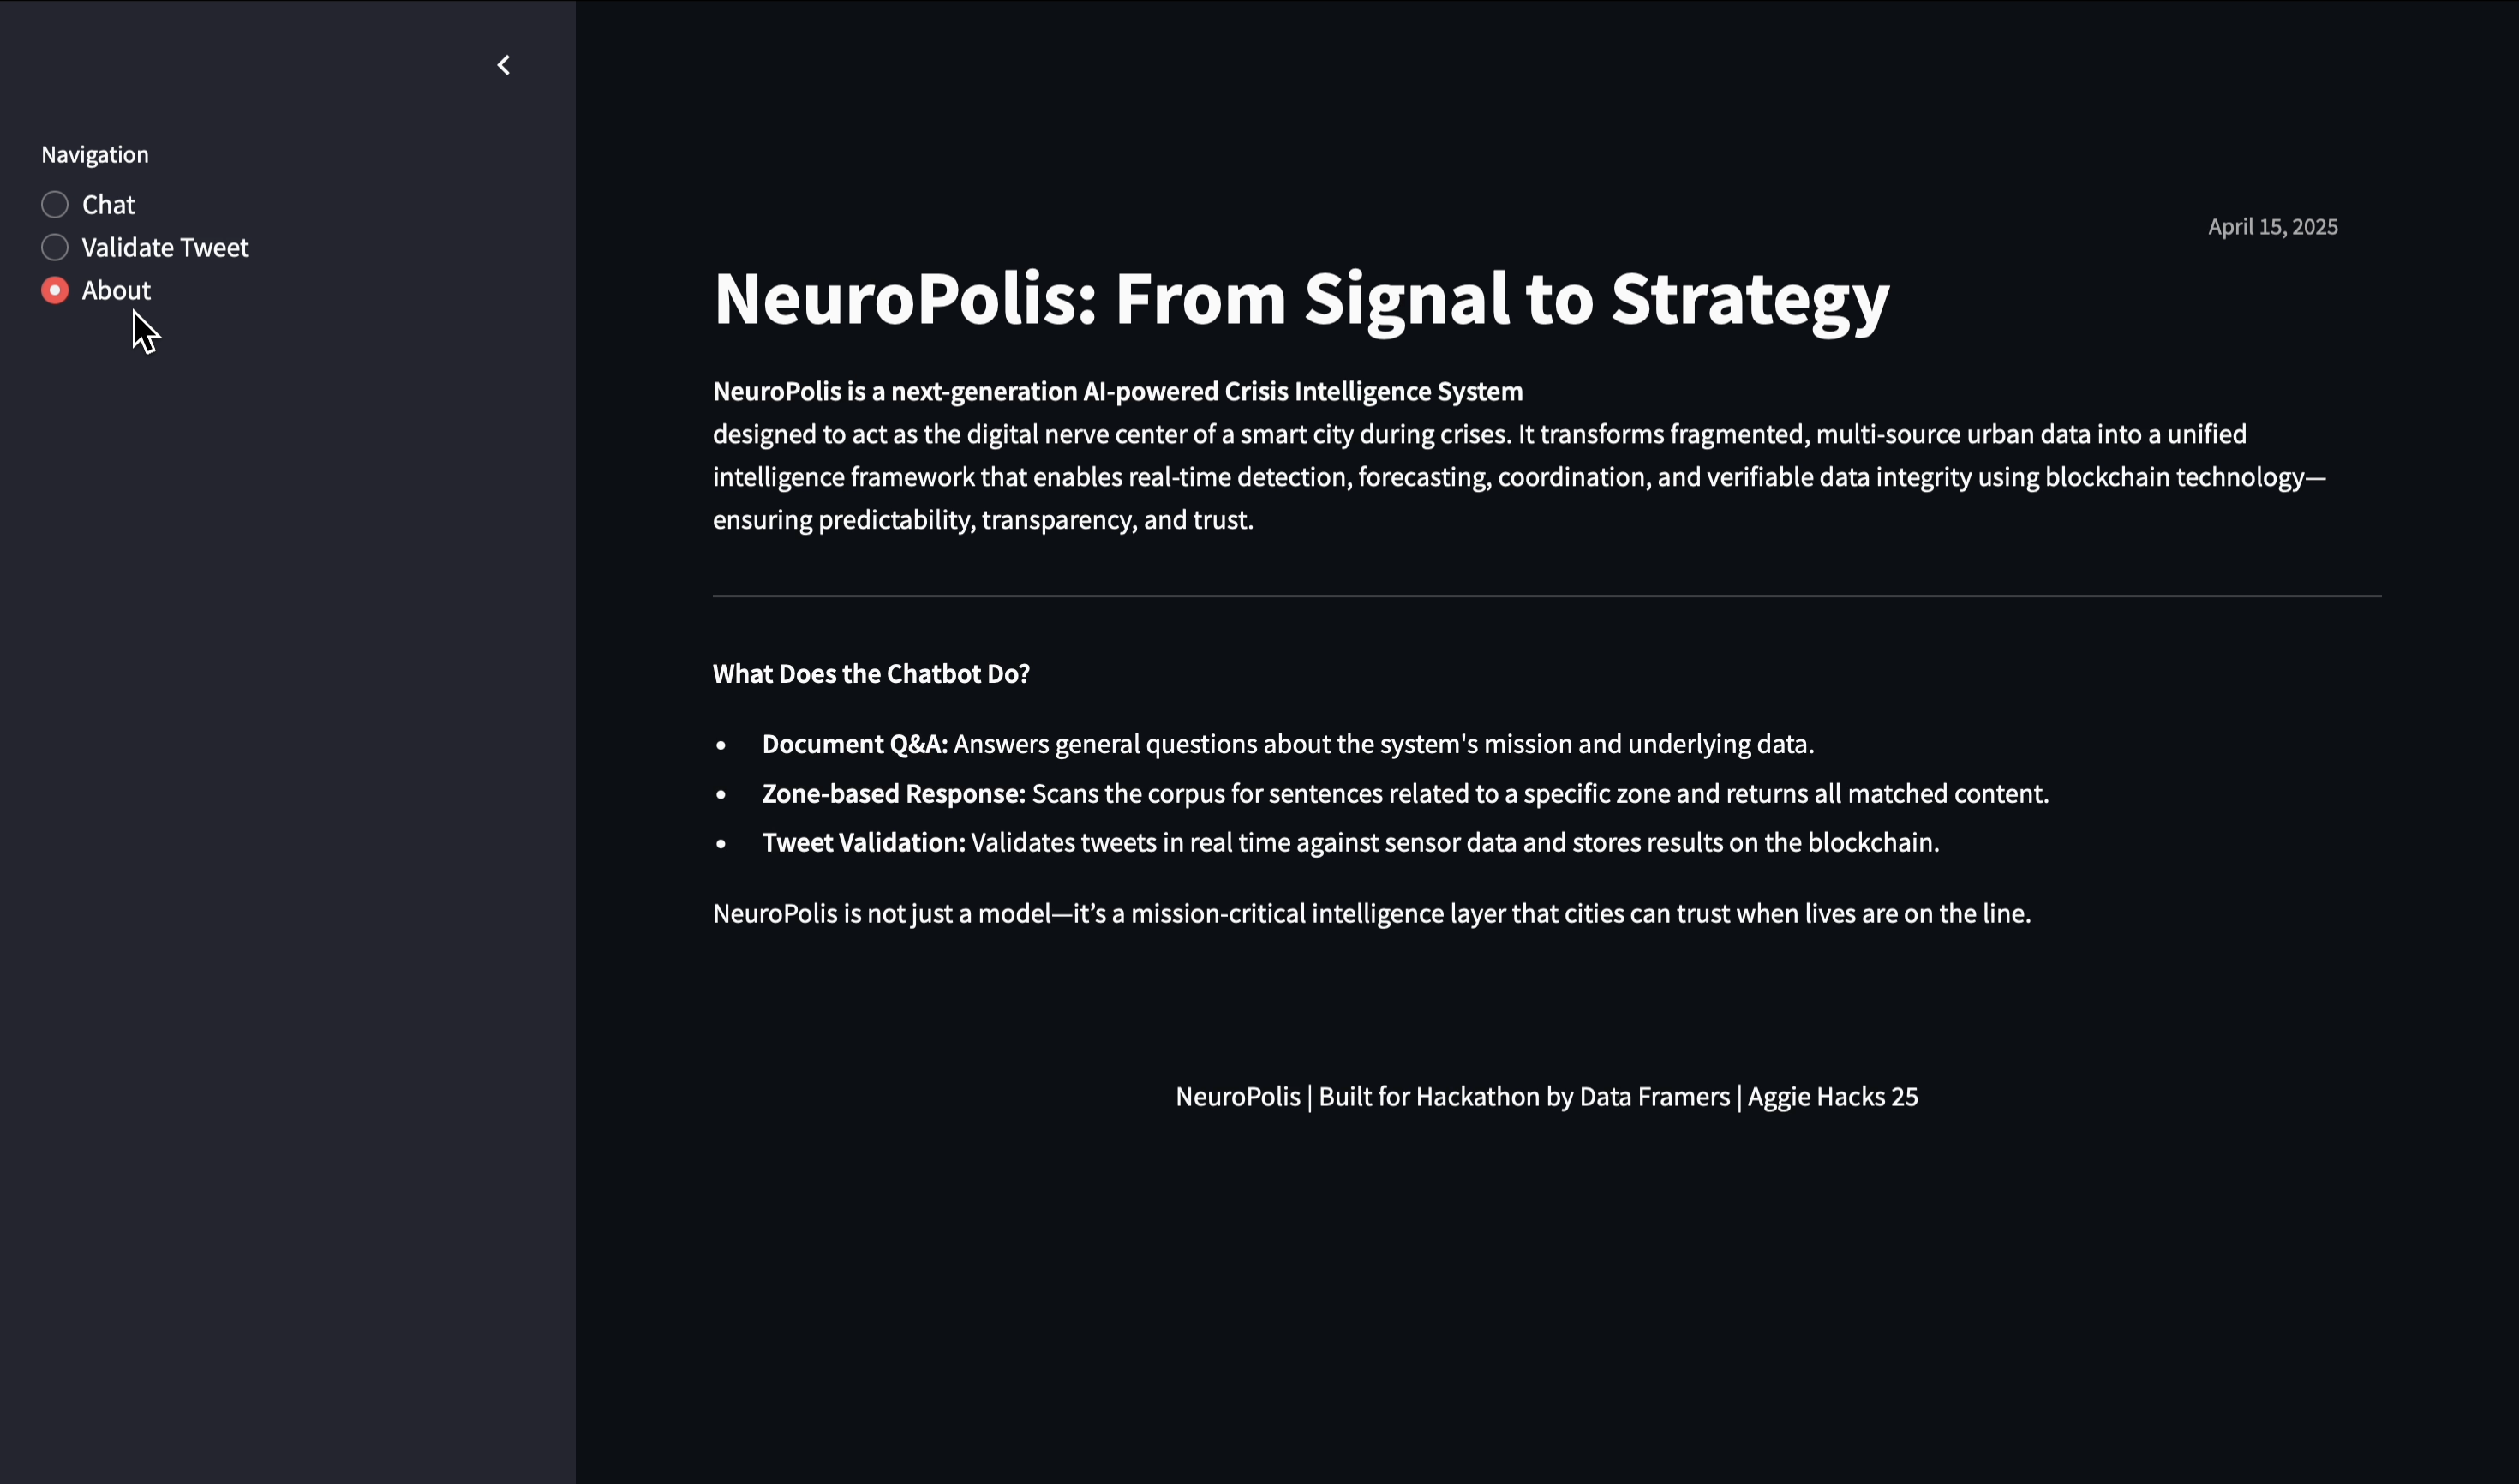 Navigation
Chat
Validate Tweet
About
April 15, 2025
NeuroPolis: From Signal to Strategy
NeuroPolis is a next-generation AI-powered Crisis Intelligence System
designed to act as the digital nerve center of a smart city during crises. It transforms fragmented, multi-source urban data into a unified
intelligence framework that enables real-time detection, forecasting, coordination, and verifiable data integrity using blockchain technology—
ensuring predictability, transparency, and trust.
What Does the Chatbot Do?
• Document Q&A: Answers general questions about the system's mission and underlying data.
• Zone-based Response: Scans the corpus for sentences related to a specific zone and returns all matched content.
• Tweet Validation: Validates tweets in real time against sensor data and stores results on the blockchain.
NeuroPolis is not just a model—it’s a mission-critical intelligence layer that cities can trust when lives are on the line.
NeuroPolis | Built for Hackathon by Data Framers | Aggie Hacks 25